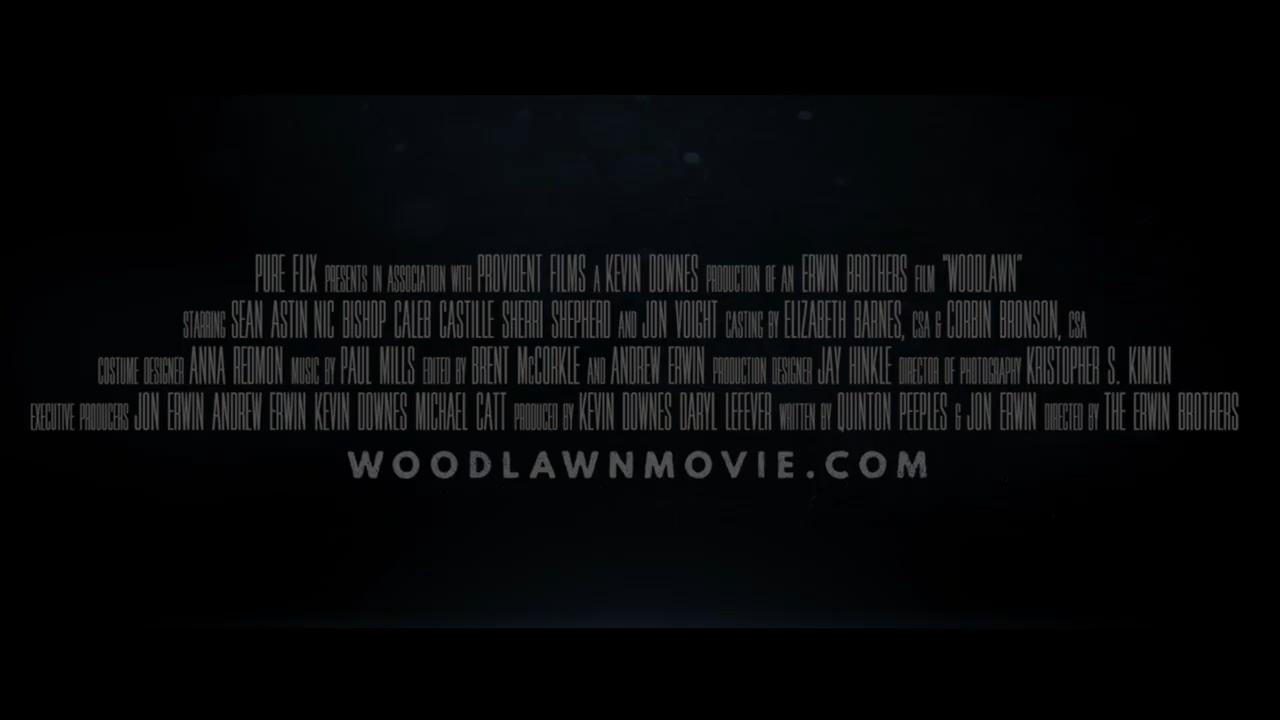 PURE FLIX PRESENTS IN ASSOCIATION WITH PROVIDENT FILMS A KEVIN DOWNES PRODUCTION OF AN ERWIN BROTHERS FILM "WOODLAWN"
STARRING SEAN ASTIN NIC BISHOP CALEB CASTILLE SHERRI SHEPHERD AND JON VOIGHT CASTING BY ELIZABETH BARNES, CSA & CORBIN BRONSON, CSA
COSTUME DESIGNER ANNA REDMON MUSIC BY PAUL MILLS EDITED BY BRENT McCORKLE AND ANDREW ERWIN PRODUCTION DESIGNER JAY HINKLE DIRECTOR OF PHOTOGRAPHY KRISTOPHER S. KIMLIN
EXECUTIVE PRODUCERS JON ERWIN ANDREW ERWIN KEVIN DOWNES MICHAEL CATT PRODUCED BY KEVIN DOWNES DARYL LEFEVER WRITTEN BY QUINTON PEEPLES & JON ERWIN DIRECTED BY THE ERWIN BROTHERS
WOODLAWNMOVIE.COM